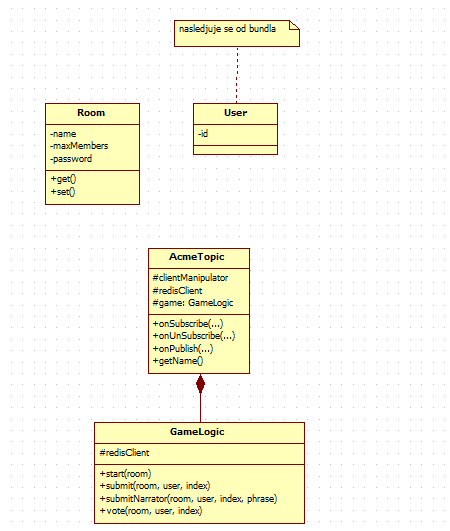 nasledjuje se od bundla
Room
-name
-maxMembers
-password
+get()
+set()
User
-id
AcmeTopic
#clientManipulator
#redisClient
#game: GameLogic
+onSubscribe(...)
+onUnSubscribe(...)
+onPublish(...)
+getName()
GameLogic
#redisClient
+start(room)
+submit(room, user, index)
+submitNarrator(room, user, index, phrase)
+vote(room, user, index)